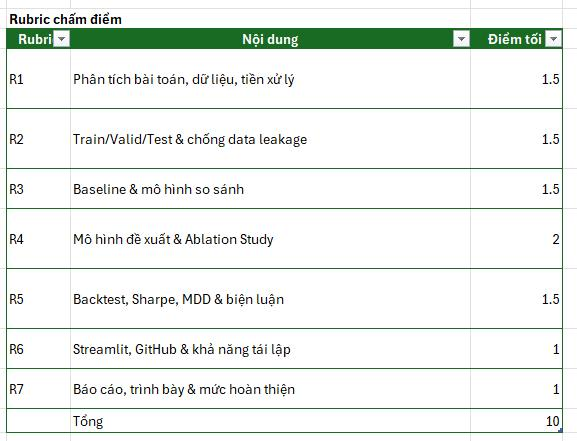 Rubric chấm điểm
Rubri Nội dung Điểm tối
R1 Phân tích bài toán, dữ liệu, tiền xử lý 1.5
R2 Train/Valid/Test & chống data leakage 1.5
R3 Baseline & mô hình so sánh 1.5
R4 Mô hình đề xuất & Ablation Study 2
R5 Backtest, Sharpe, MDD & biện luận 1.5
R6 Streamlit, GitHub & khả năng tái lập 1
R7 Báo cáo, trình bày & mức hoàn thiện 1
Tổng 10